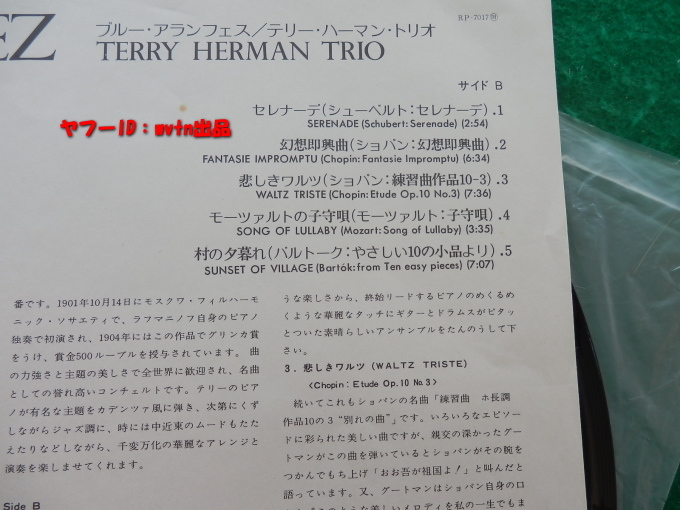 EZ
ブルー・アランフェス/テリー・ハーマン・トリオ
RP-7017
TERRY HERMAN TRIO
サイド B
セレナーデ(シューベルト:セレナーデ).1
SERENADE (Schubert: Serenade) (2:54)
ヤフーID:mvtn出品
幻想即興曲(ショパン:幻想即興曲).2
FANTASIE IMPROMPTU (Chopin: Fantasie Impromptu) (6:34)
悲しきワルツ(ショパン:練習曲作品10-3).3
WALTZ TRISTE (Chopin: Etude Op.10 No.3) (7:36)
モーツァルトの子守唄(モーツァルト:子守唄).4
SONG OF LULLABY (Mozart: Song of Lullaby) (3:35)
村の夕暮れ(バルトーク:やさしい10の小品より).5
SUNSET OF VILLAGE (Bartók: from Ten easy pieces) (7:07)
番です。1901年10月14日にモスクワ・フィルハーモ
ニック・ソサエティで、ラフマニノフ自身のピアノ
独奏で初演され、1904年にはこの作品でグリンカ賞
をうけ、賞金500ルーブルを授与されています。曲
の力強さと主題の美しさで全世界に歓迎され、名曲
としての誉れ高いコンチェルトです。テリーのピア
ノが有名な主題をカデンツァ風に弾き、次第にくず
しながらジャズ調に、時には中近東のムードもたた
えたりなどしながら、千変万化の華麗なアレンジと
演奏を楽しませてくれます。
Side B
うな楽しさから、終始リードするピアノのめくるめ
くような華麗なタッチにギターとドラムスがピタッ
とついた素晴らしいアンサンブルをたんのうして下
さい。
3. 悲しきワルツ (WALTZ TRISTE)
<Chopin: Etude Op.10 No.3>
続いてこれもショパンの名曲「練習曲 ホ長調
作品10の3 “別れの曲”」です。いろいろなエピソー
ドに彩られた美しい曲ですが、親交の深かったグー
トマンがこの曲を弾いているとショパンがその腕を
つかんでもち上げ「おお吾が祖国よ!」と叫んだと
語っています。又、グートマンはショパン自身の口
ような美しいメロディを私の一生でもま